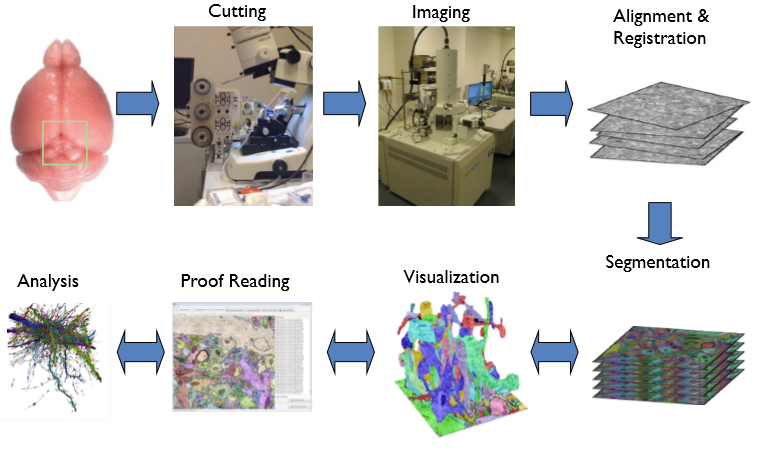 Cutting
Imaging
Alignment &
Registration
Segmentation
Visualization
Proof Reading
Analysis